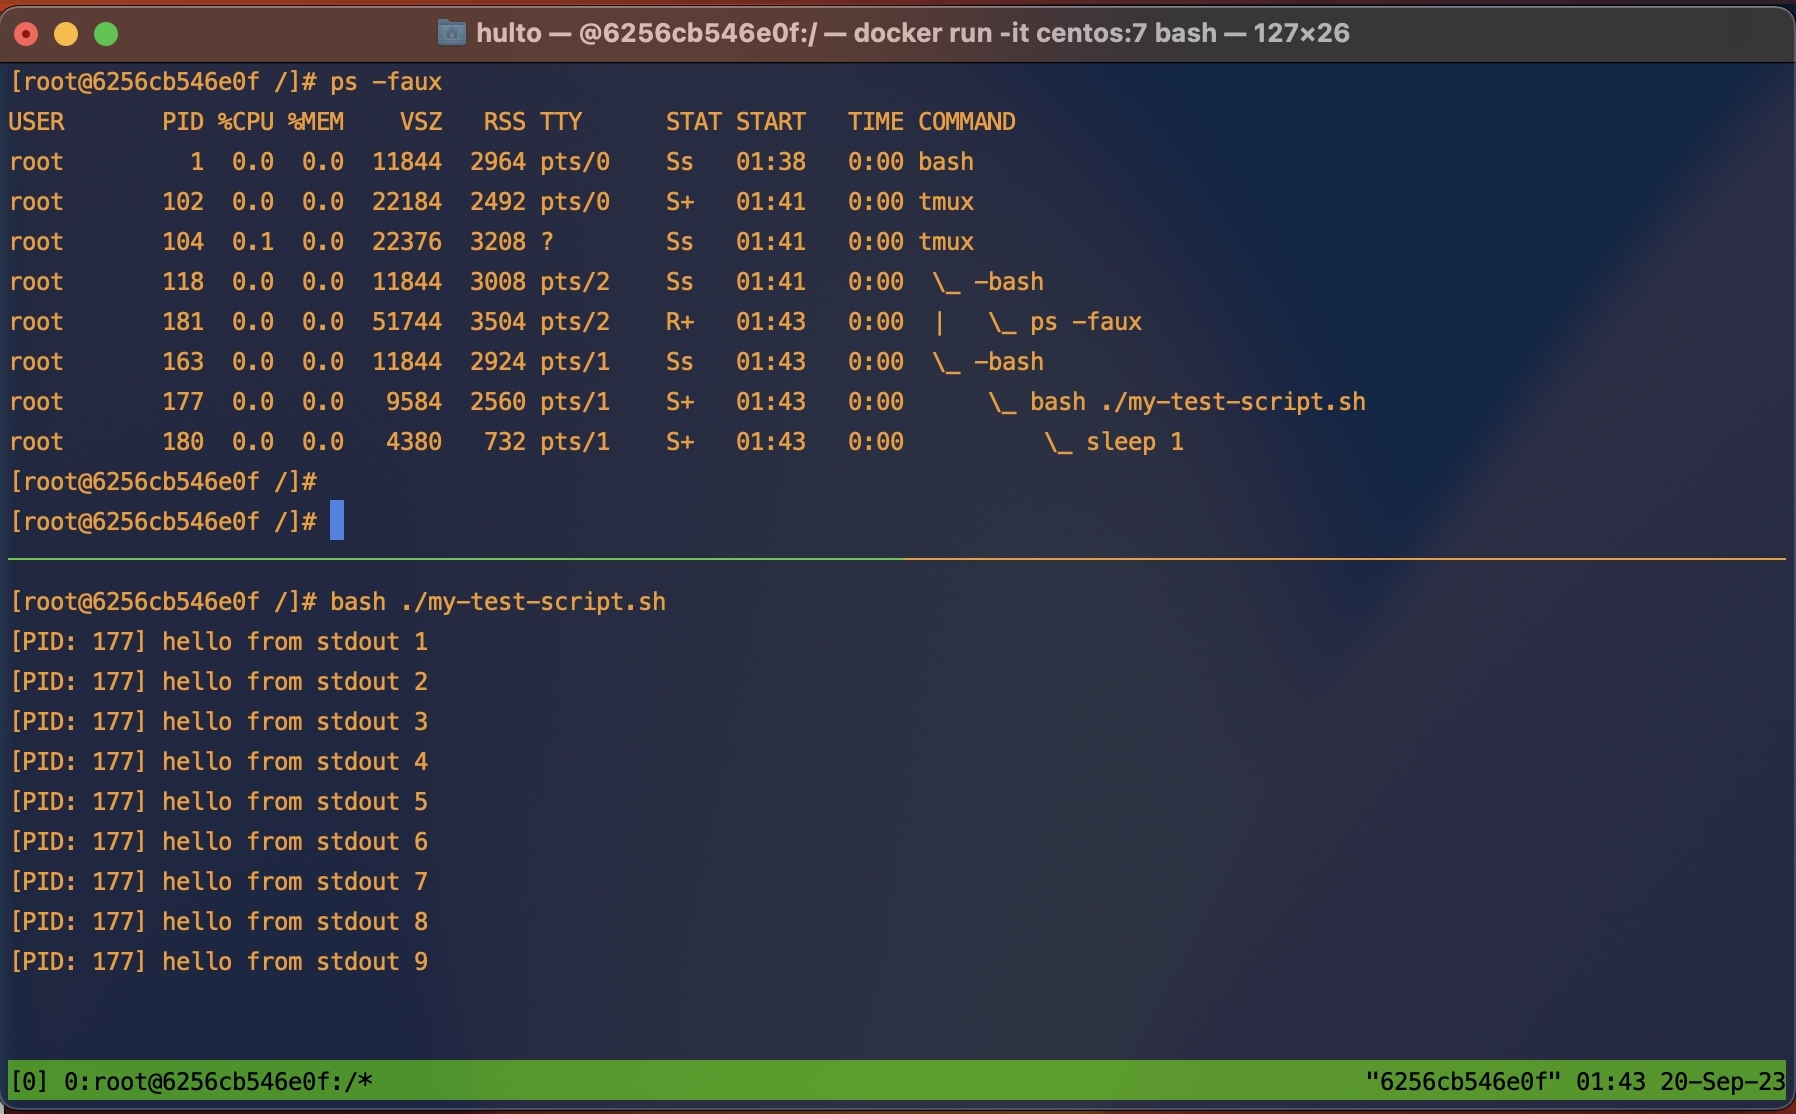 hulto — @6256cb546e0f:/ — docker run -it centos:7 bash — 127×26
[root@6256cb546e0f /]# ps -faux
USER       PID %CPU %MEM    VSZ   RSS TTY      STAT START   TIME COMMAND
root         1  0.0  0.0  11844  2964 pts/0    Ss   01:38   0:00 bash
root       102  0.0  0.0  22184  2492 pts/0    S+   01:41   0:00 tmux
root       104  0.1  0.0  22376  3208 ?        Ss   01:41   0:00 tmux
root       118  0.0  0.0  11844  3008 pts/2    Ss   01:41   0:00  \_ -bash
root       181  0.0  0.0  51744  3504 pts/2    R+   01:43   0:00  |   \_ ps -faux
root       163  0.0  0.0  11844  2924 pts/1    Ss   01:43   0:00  \_ -bash
root       177  0.0  0.0   9584  2560 pts/1    S+   01:43   0:00      \_ bash ./my-test-script.sh
root       180  0.0  0.0   4380   732 pts/1    S+   01:43   0:00          \_ sleep 1
[root@6256cb546e0f /]#
[root@6256cb546e0f /]#
[root@6256cb546e0f /]# bash ./my-test-script.sh
[PID: 177] hello from stdout 1
[PID: 177] hello from stdout 2
[PID: 177] hello from stdout 3
[PID: 177] hello from stdout 4
[PID: 177] hello from stdout 5
[PID: 177] hello from stdout 6
[PID: 177] hello from stdout 7
[PID: 177] hello from stdout 8
[PID: 177] hello from stdout 9
[0] 0:root@6256cb546e0f:/* "6256cb546e0f" 01:43 20-Sep-23